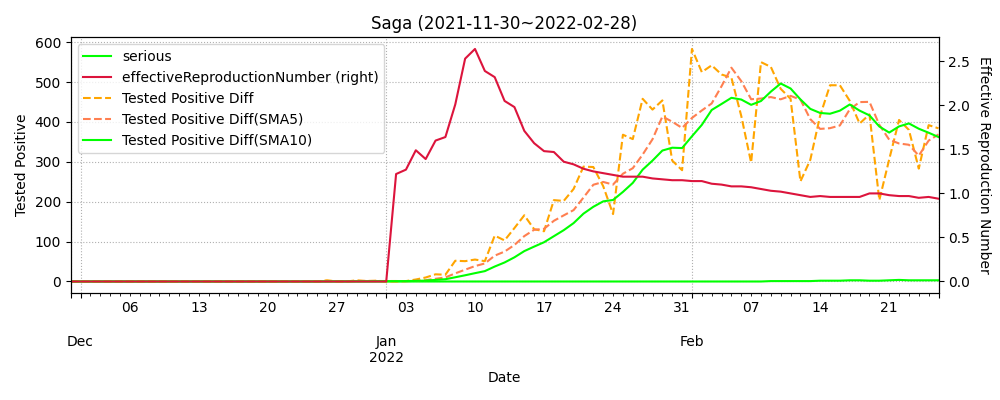 Saga (2021-11-30~2022-02-28)
serious
effectiveReproductionNumber (right)
Tested Positive Diff
Tested Positive Diff(SMA5)
Tested Positive Diff(SMA10)
Tested Positive
600
500
400
300
200
100
0
Effective Reproduction Number
2.5
2.0
1.5
1.0
0.5
0.0
06 13 20 27 03 10 17 24 31 07 14 21
Dec Jan Feb
2022
Date